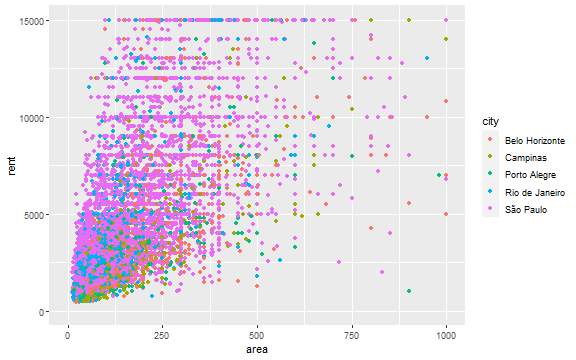 15000
10000
5000
0
rent
0
250
500
750
1000
area
city
Belo Horizonte
Campinas
Porto Alegre
Rio de Janeiro
São Paulo